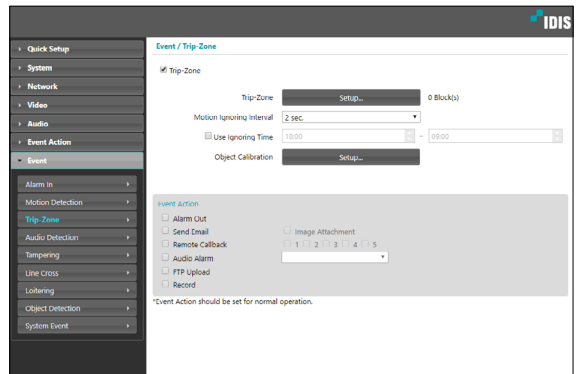 IDIS
Quick Setup
System
Network
Video
Audio
Event Action
Event
Alarm In
Motion Detection
Trip-Zone
Audio Detection
Tampering
Line Cross
Loitering
Object Detection
System Event
Event / Trip-Zone
Trip-Zone
Trip-Zone Setup... 0 Block(s)
Motion Ignoring Interval 2 sec.
Use Ignoring Time 18:00 ~ 09:00
Object Calibration Setup...
Event Action
Alarm Out
Send Email Image Attachment
Remote Callback 1 2 3 4 5
Audio Alarm
FTP Upload
Record
*Event Action should be set for normal operation.